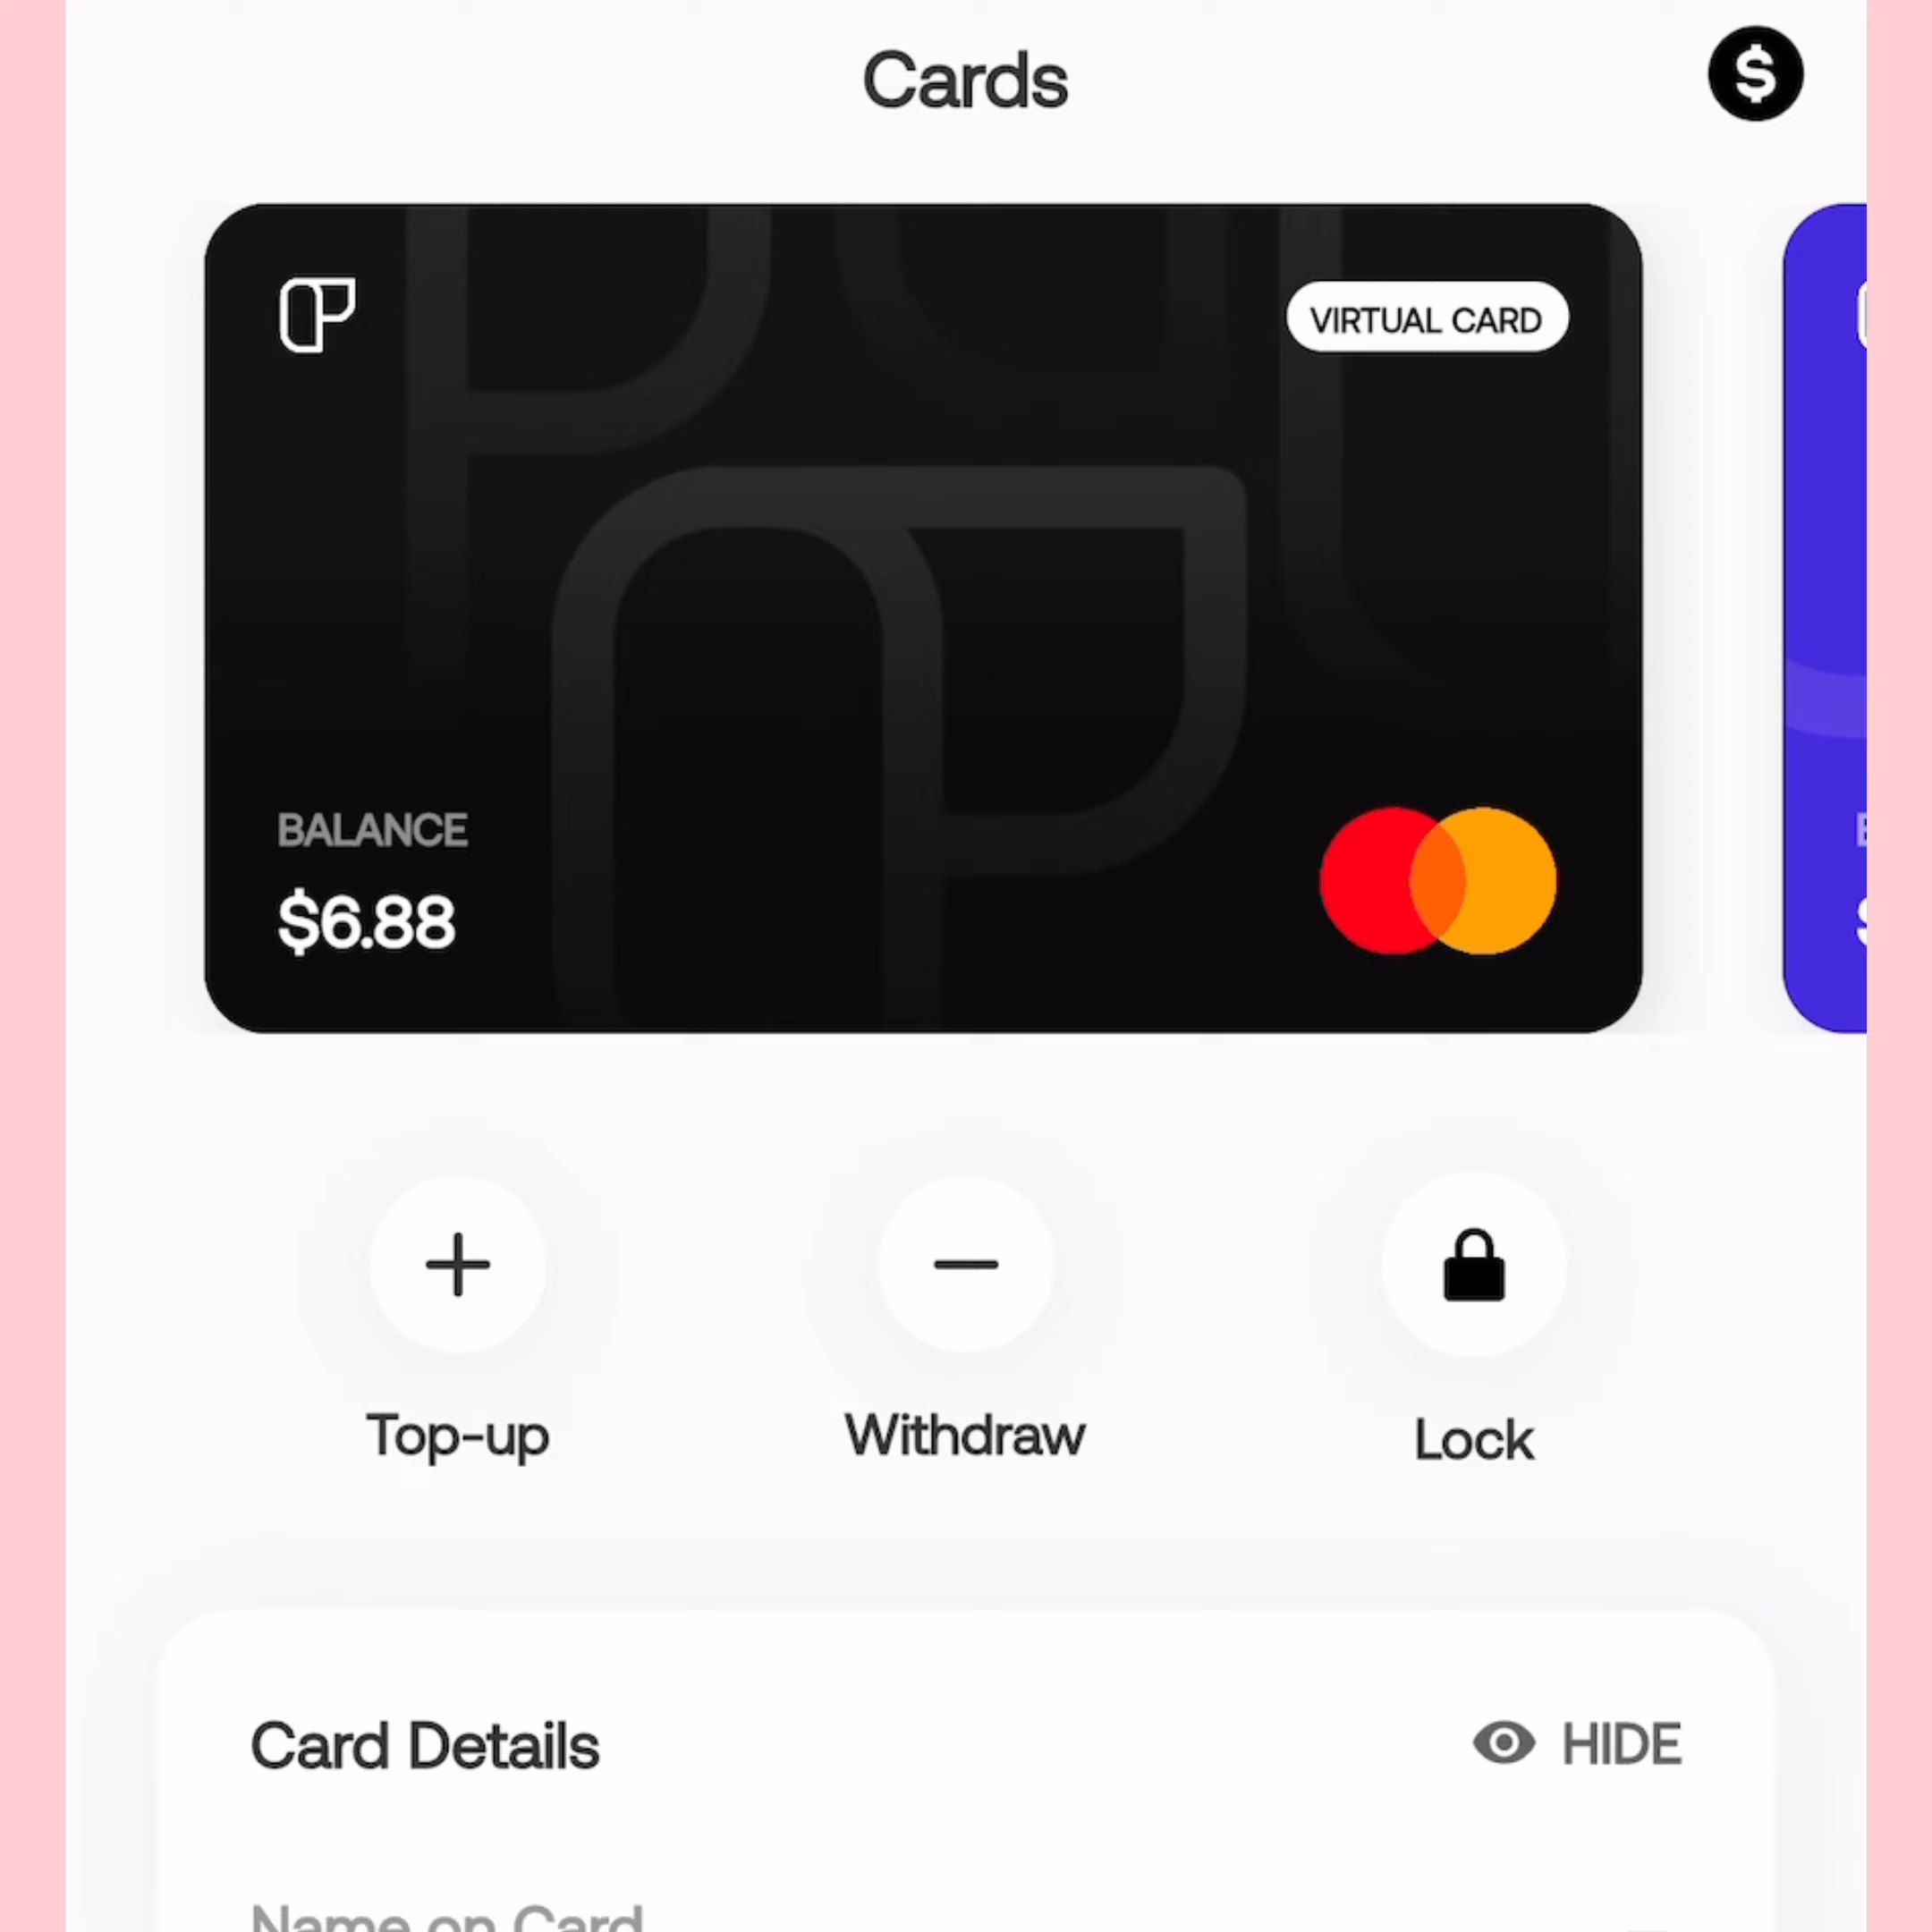 Cards
VIRTUAL CARD
BALANCE
$6.88
Top-up
Withdraw
Lock
Card Details
HIDE
Name on Card